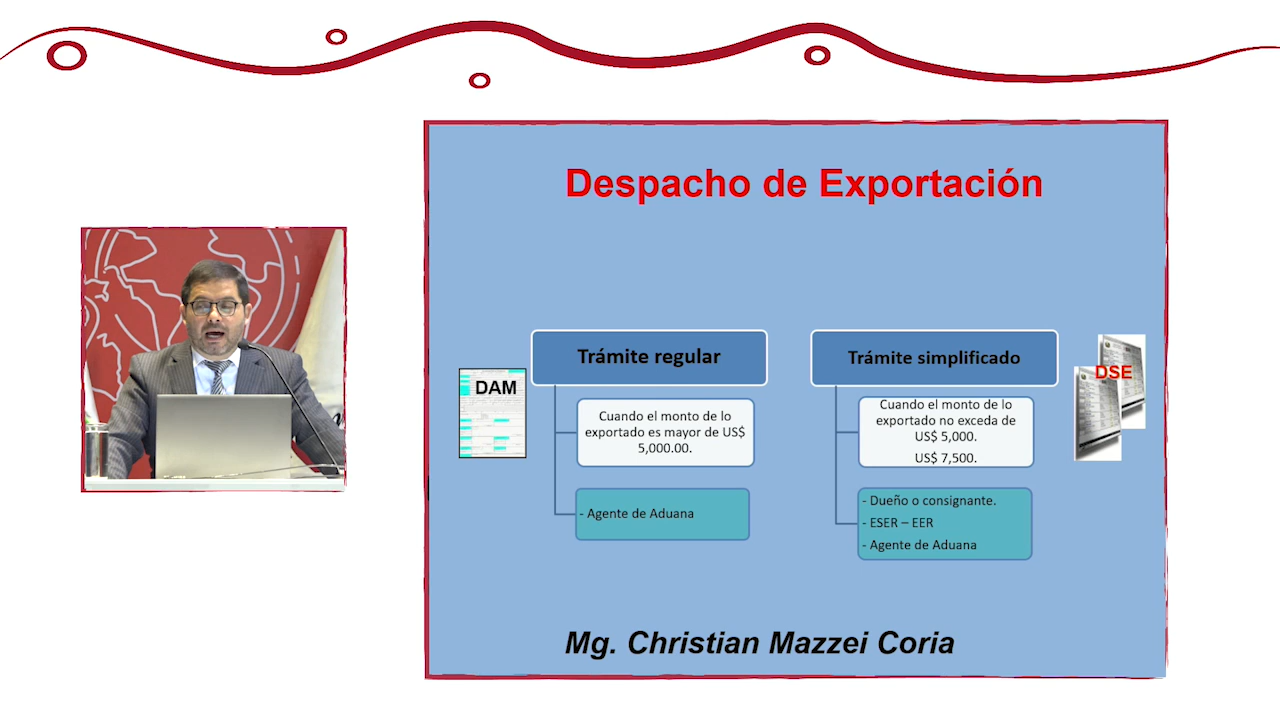 Despacho de Exportación
DAM
Trámite regular
Cuando el monto de lo
exportado es mayor de US$
5,000.00.
- Agente de Aduana
Trámite simplificado
DSE
Cuando el monto de lo
exportado no exceda de
US$ 5,000.
US$ 7,500.
- Dueño o consignante.
- ESER – EER
- Agente de Aduana
Mg. Christian Mazzei Coria